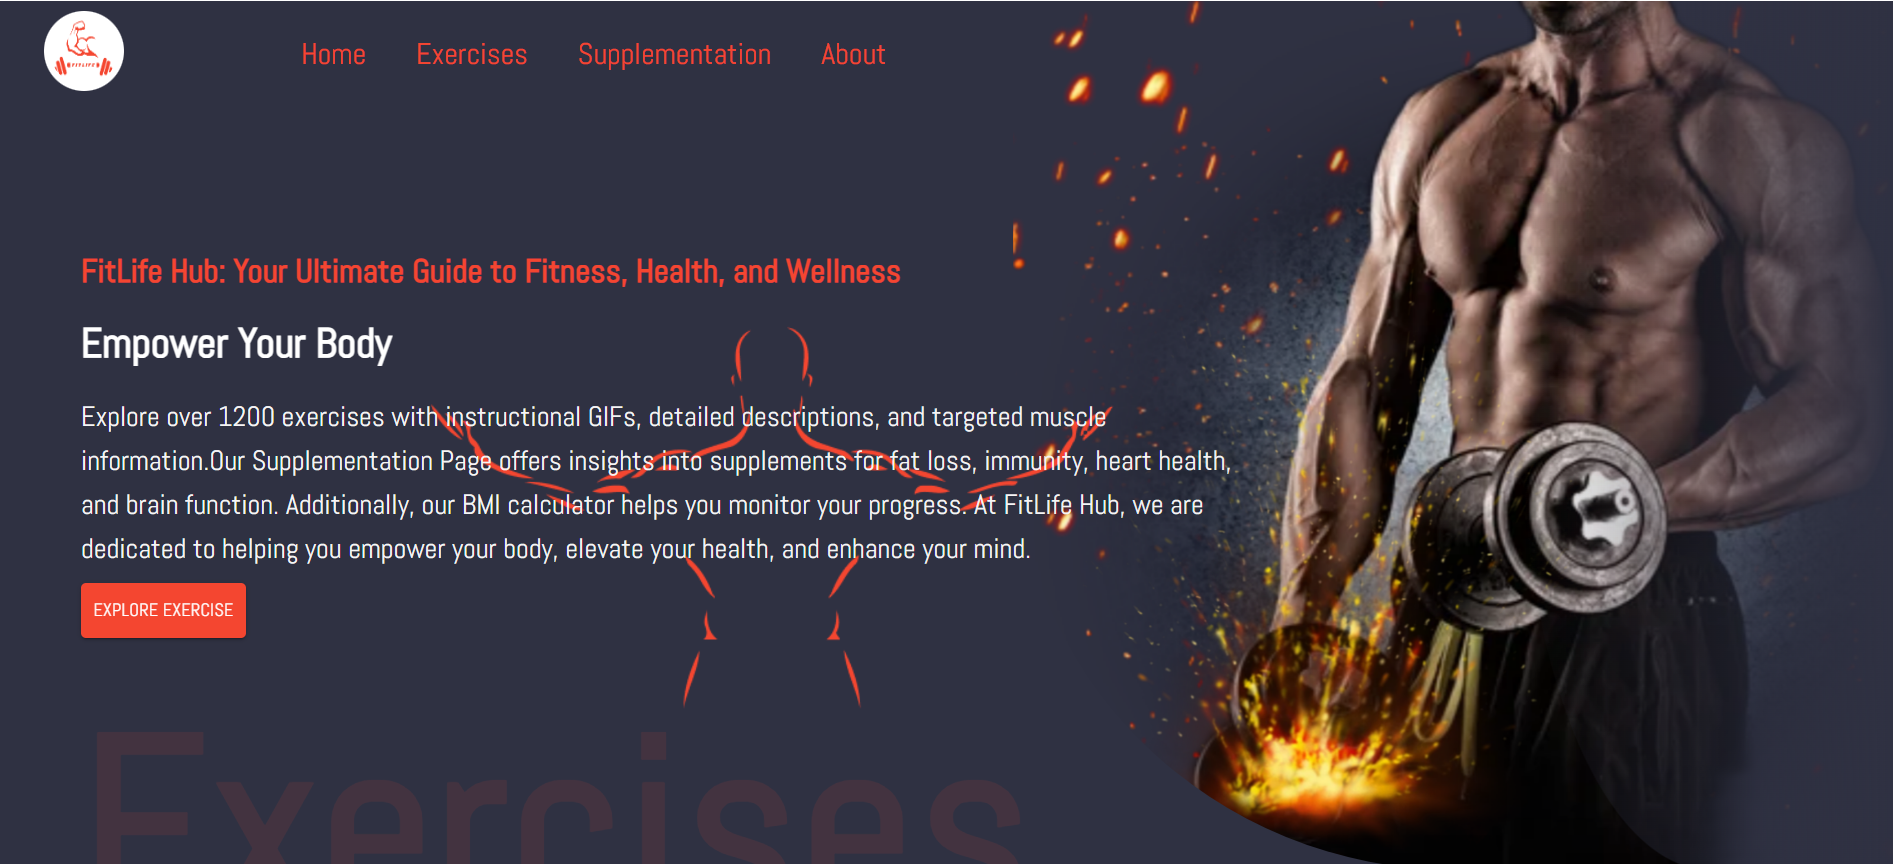 FITLIFE
Home Exercises Supplementation About
FitLife Hub: Your Ultimate Guide to Fitness, Health, and Wellness
Empower Your Body
Explore over 1200 exercises with instructional GIFs, detailed descriptions, and targeted muscle
information.Our Supplementation Page offers insights into supplements for fat loss, immunity, heart health,
and brain function. Additionally, our BMI calculator helps you monitor your progress. At FitLife Hub, we are
dedicated to helping you empower your body, elevate your health, and enhance your mind.
EXPLORE EXERCISE
Exercises